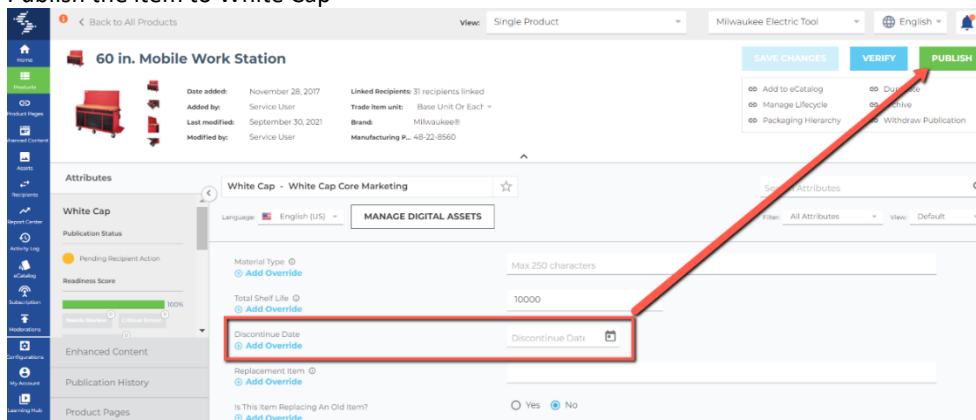 Publish the item to White Cap
Back to All Products
View: Single Product
Milwaukee Electric Tool
English
60 in. Mobile Work Station
SAVE CHANGES
VERIFY
PUBLISH
Date added: November 28, 2017
Linked Recipients: 31 recipients linked
Added by: Service User
Trade item unit: Base Unit Or Each
Last modified: September 30, 2021
Brand: Milwaukee®
Modified by: Service User
Manufacturing P... 48-22-8560
Add to eCatalog
Manage Lifecycle
Packaging Hierarchy
Withdraw Publication
Home
Products
Product Pages
Enhanced Content
Assets
Recipients
Report Center
Activity Log
eCatalog
Subscription
Moderations
Configurations
My Account
Learning Hub
Attributes
White Cap
Publication Status
Pending Recipient Action
Readiness Score
100%
Enhanced Content
Publication History
Product Pages
White Cap - White Cap Core Marketing
Attributes
Language: English (US)
MANAGE DIGITAL ASSETS
Filter: All Attributes
View: Default
Material Type
Add Override
Max 250 characters
Total Shelf Life
Add Override
10000
Discontinue Date
Add Override
Discontinue Date
Replacement Item
Add Override
Is This Item Replacing An Old Item?
Add Override
Yes
No